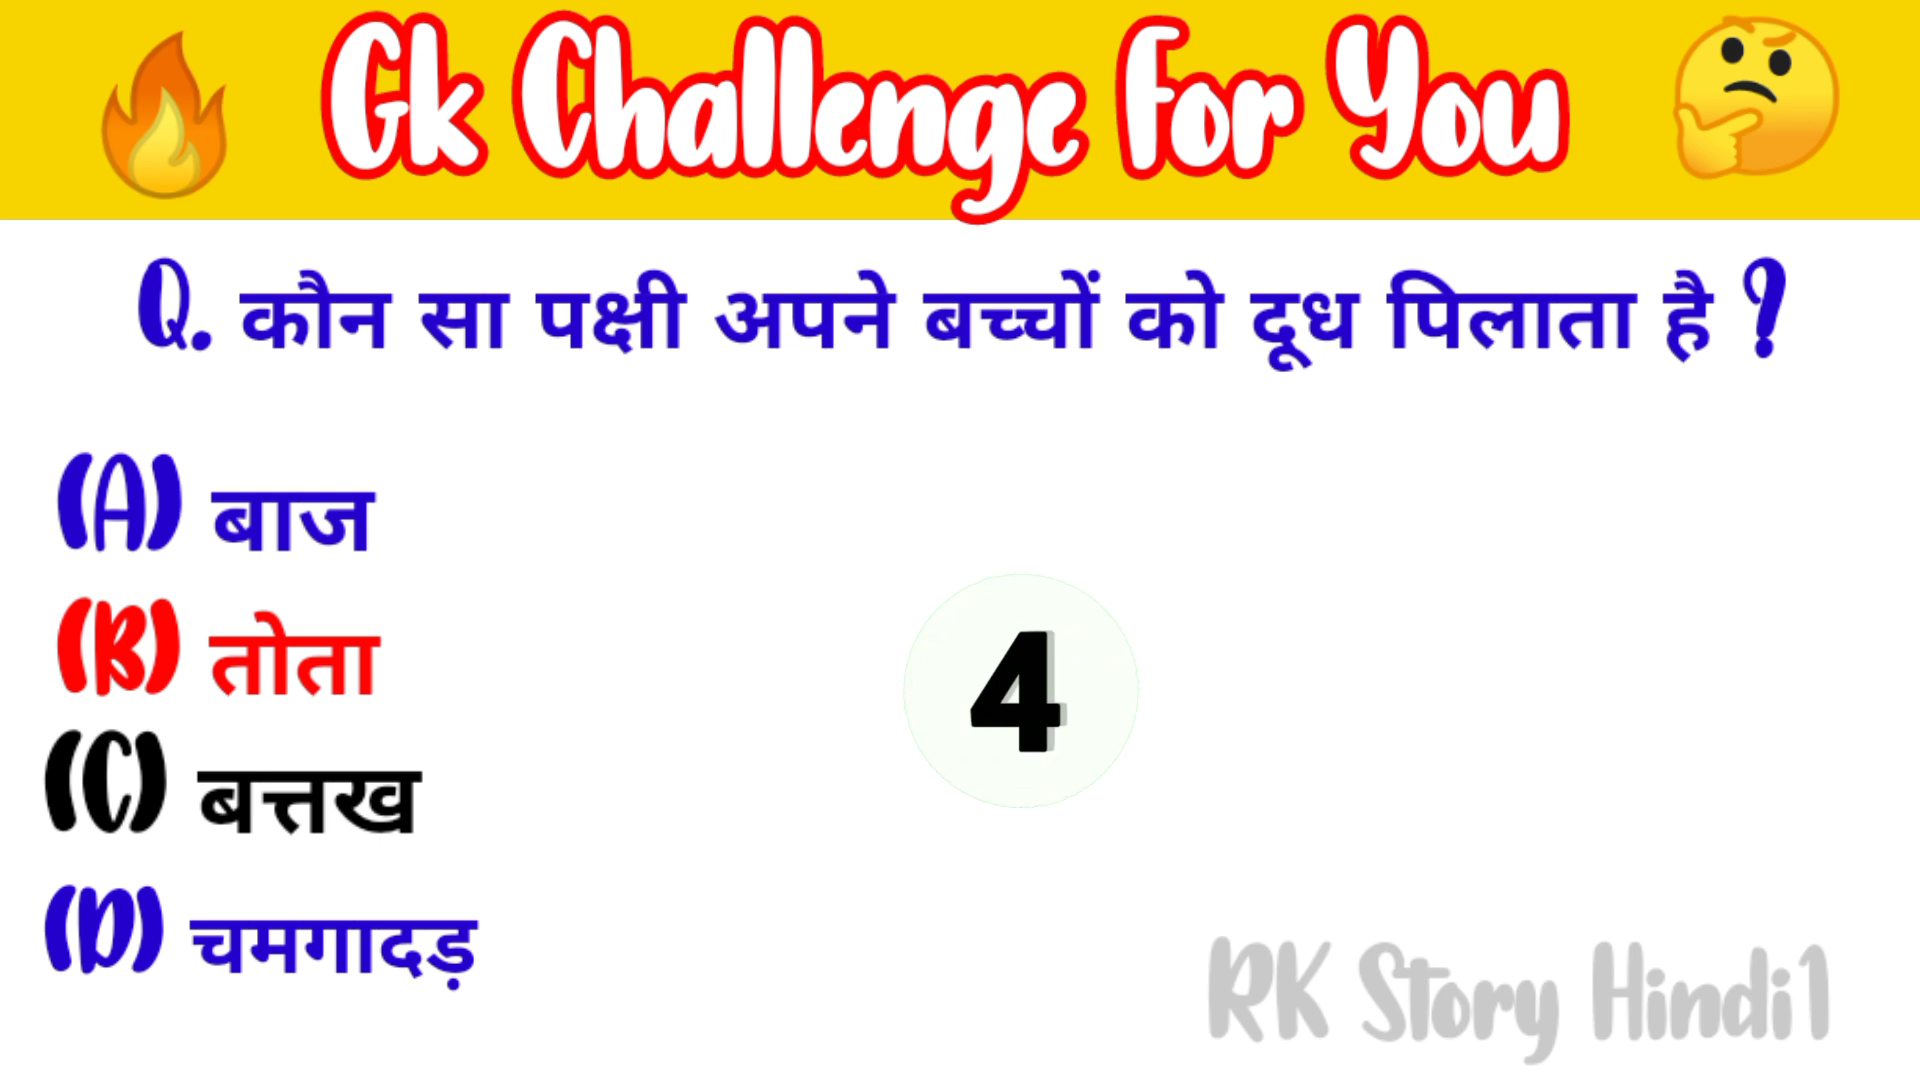 Gk Challenge For You
Q. कौन सा पक्षी अपने बच्चों को दूध पिलाता है ?
(A) बाज
(B) तोता
4
(C) बत्तख
(D) चमगादड़
RK Story Hindi1